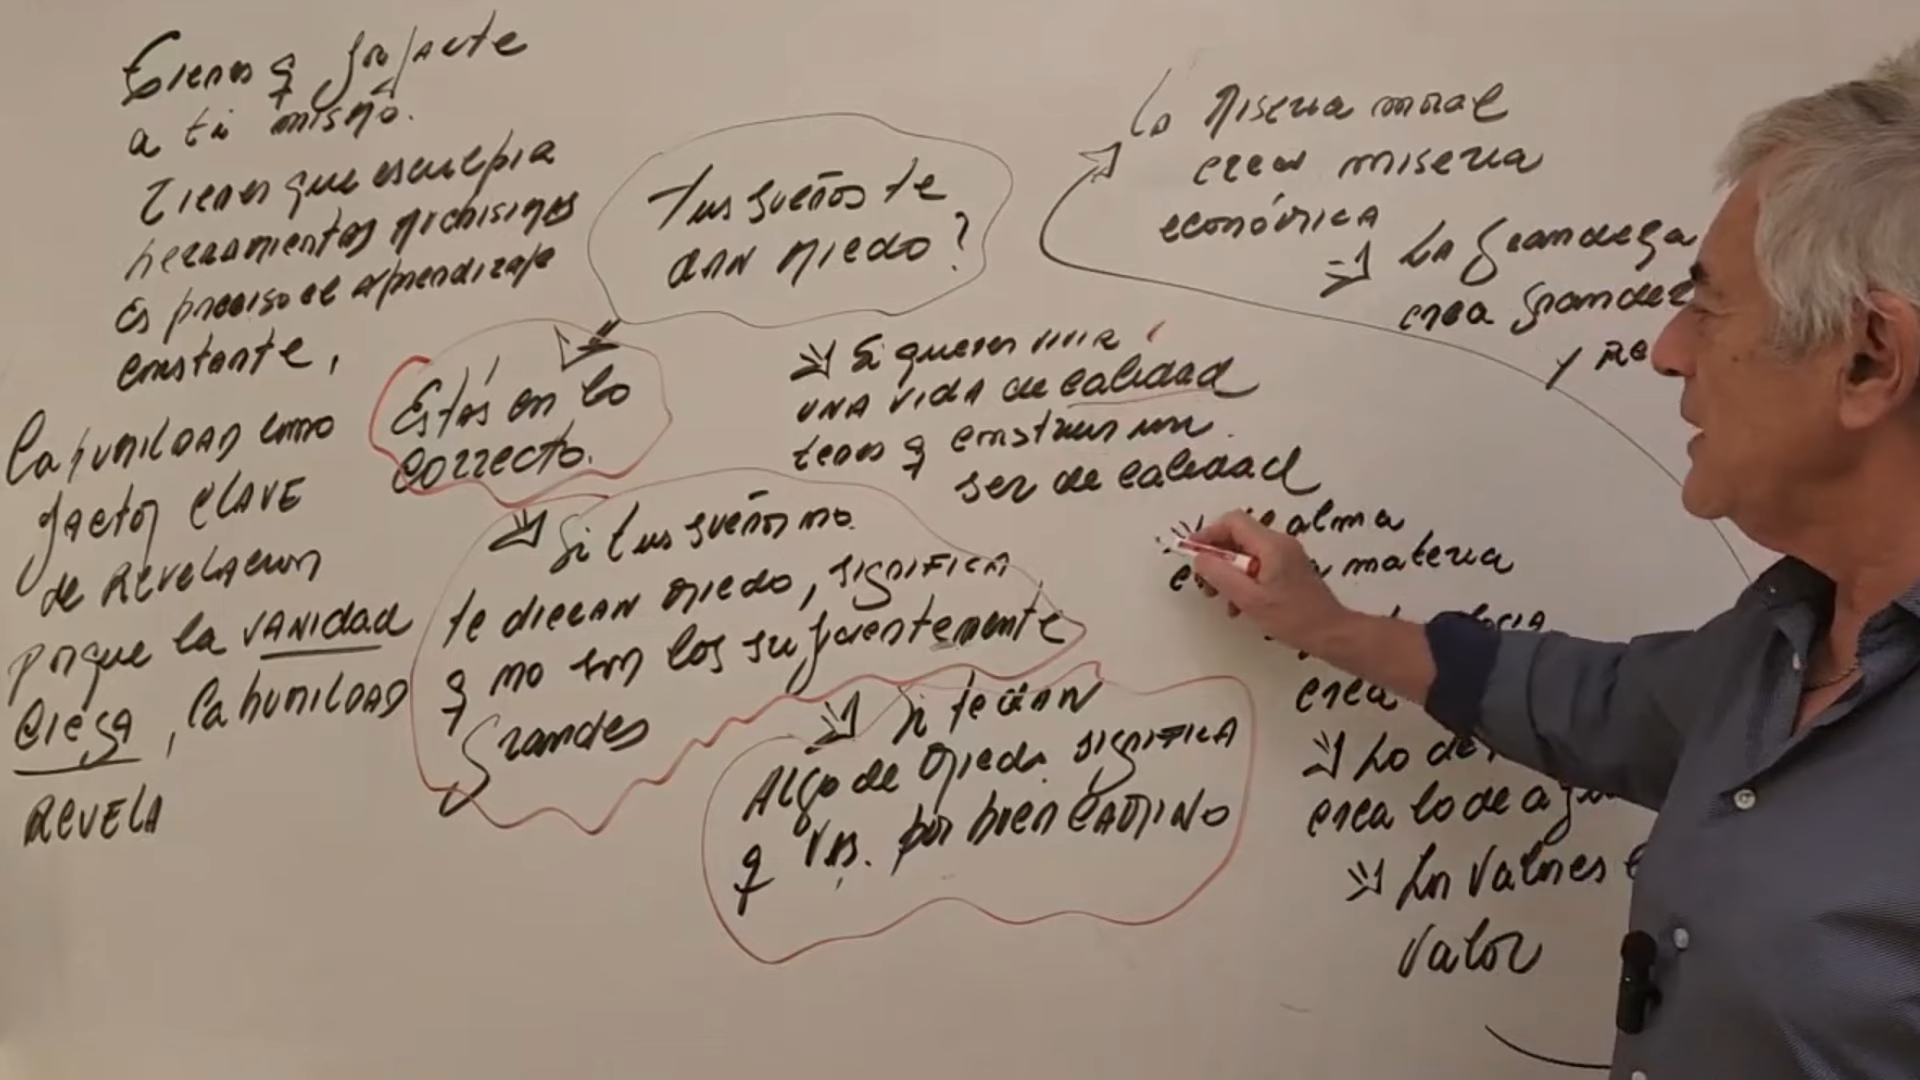 tienes q
a ti mismo.
Tienes que esculpir
herramientas
Es preciso el aprendizaje
constante,
La humildad como
factor clave
de revelación
porque la vanidad
ciega, la humildad
revela
tus sueños te
dan miedo?
Estás en lo
correcto.
Si tus sueños no
te dieran miedo, significa
q no son los suficientemente
grandes
Si te dan
Algo de miedo significa
q vas por buen camino
Si quieres vivir
una vida de calidad
tenes q construir un
ser de calidad
La miseria moral
crea miseria
económica
La grandeza
crea
y
alma
materia
crea
Lo de
crea lo de
Los valores
valor